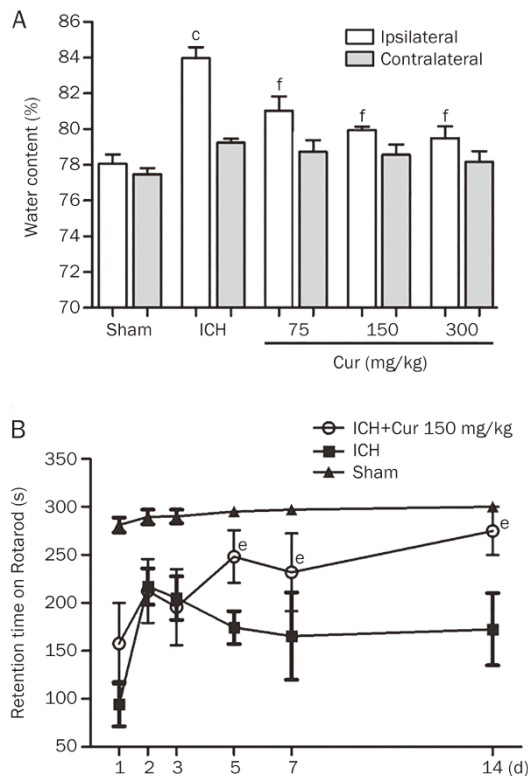 A
86
84
82
80
78
76
74
72
70
Water content (%)
Ipsilateral
Contralateral
c
f
f
f
Sham ICH 75 150 300
Cur (mg/kg)
B
ICH+Cur 150 mg/kg
ICH
Sham
350
300
250
200
150
100
50
Retention time on Rotarod (s)
e
e
e
1 2 3 5 7 14 (d)